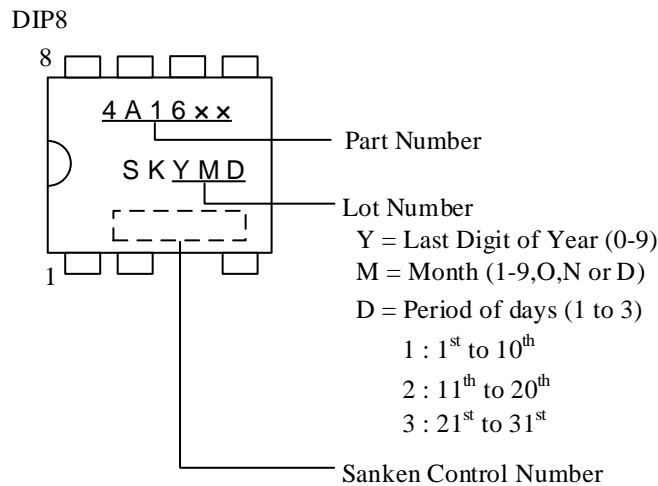 DIP8
8
4A16××
Part Number
SKYMD
Lot Number
Y = Last Digit of Year (0-9)
M = Month (1-9,O,N or D)
D = Period of days (1 to 3)
1
1 : 1st to 10th
2 : 11th to 20th
3 : 21st to 31st
Sanken Control Number